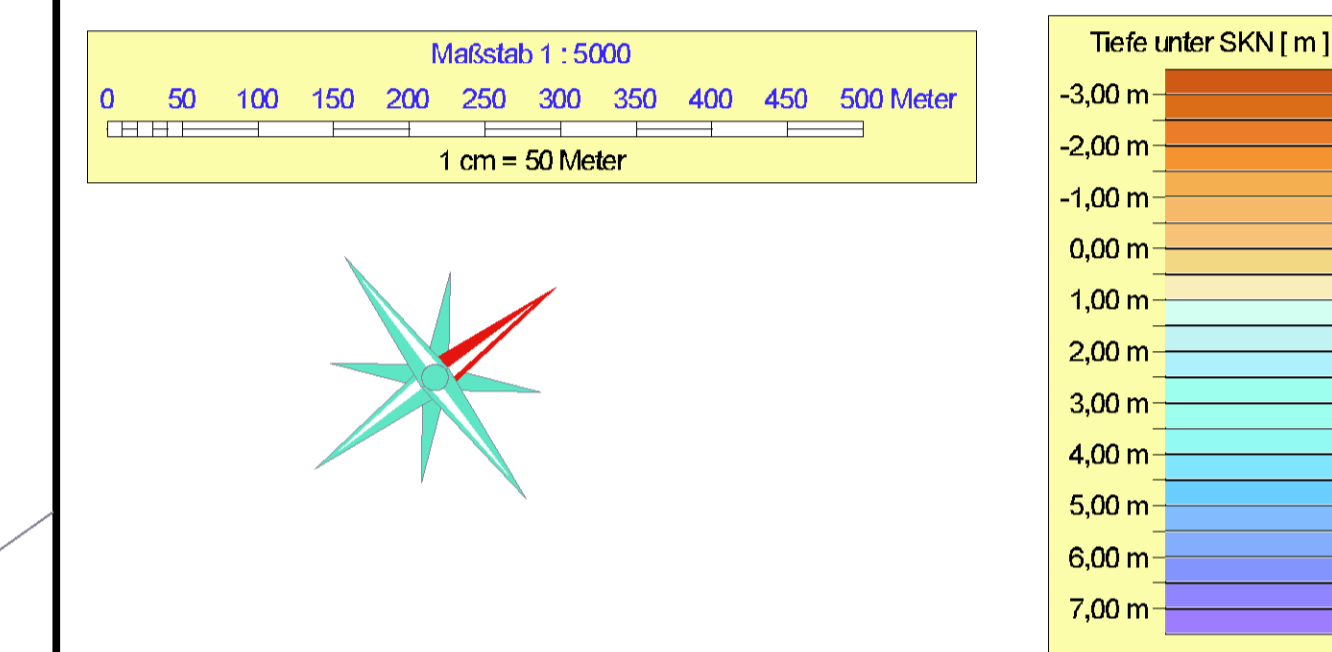 Maßstab 1 : 5000
0 50 100 150 200 250 300 350 400 450 500 Meter
1 cm = 50 Meter
Tiefe unter SKN [ m ]
-3,00 m
-2,00 m
-1,00 m
0,00 m
1,00 m
2,00 m
3,00 m
4,00 m
5,00 m
6,00 m
7,00 m